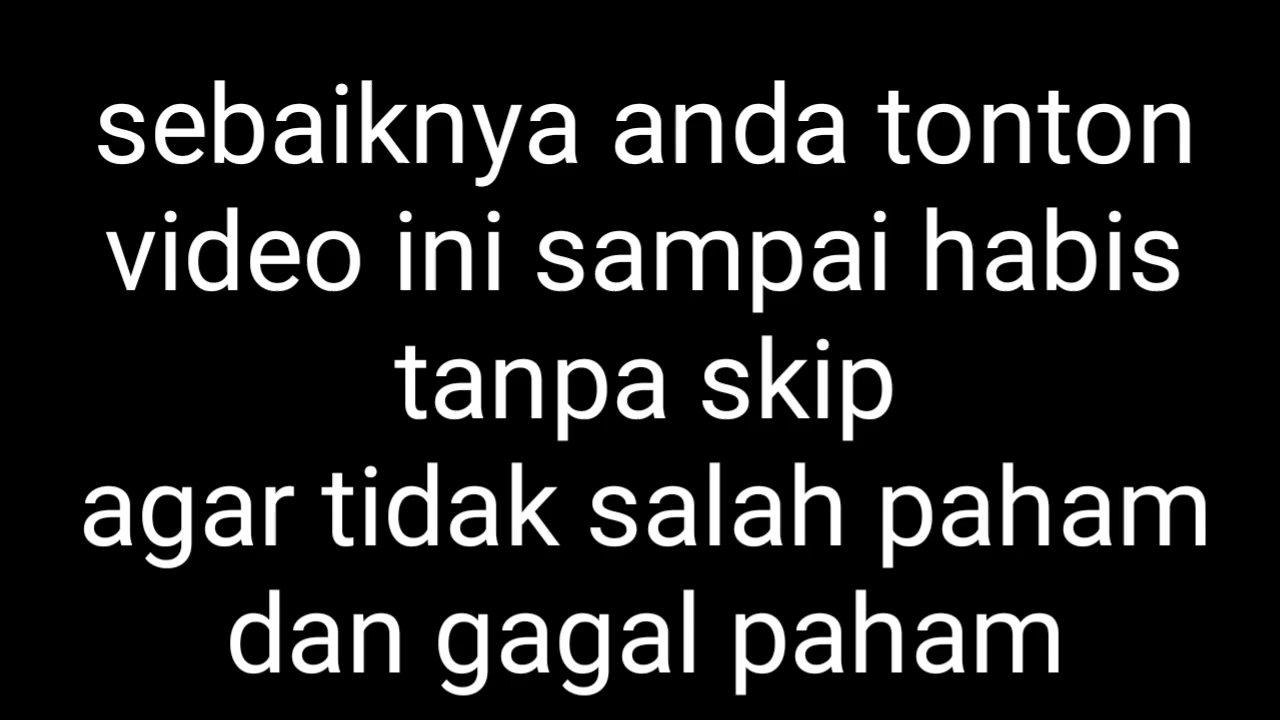 sebaiknya anda tonton
video ini sampai habis
tanpa skip
agar tidak salah paham
dan gagal paham